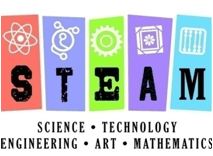 STEAM
SCIENCE • TECHNOLOGY
ENGINEERING • ART • MATHEMATICS